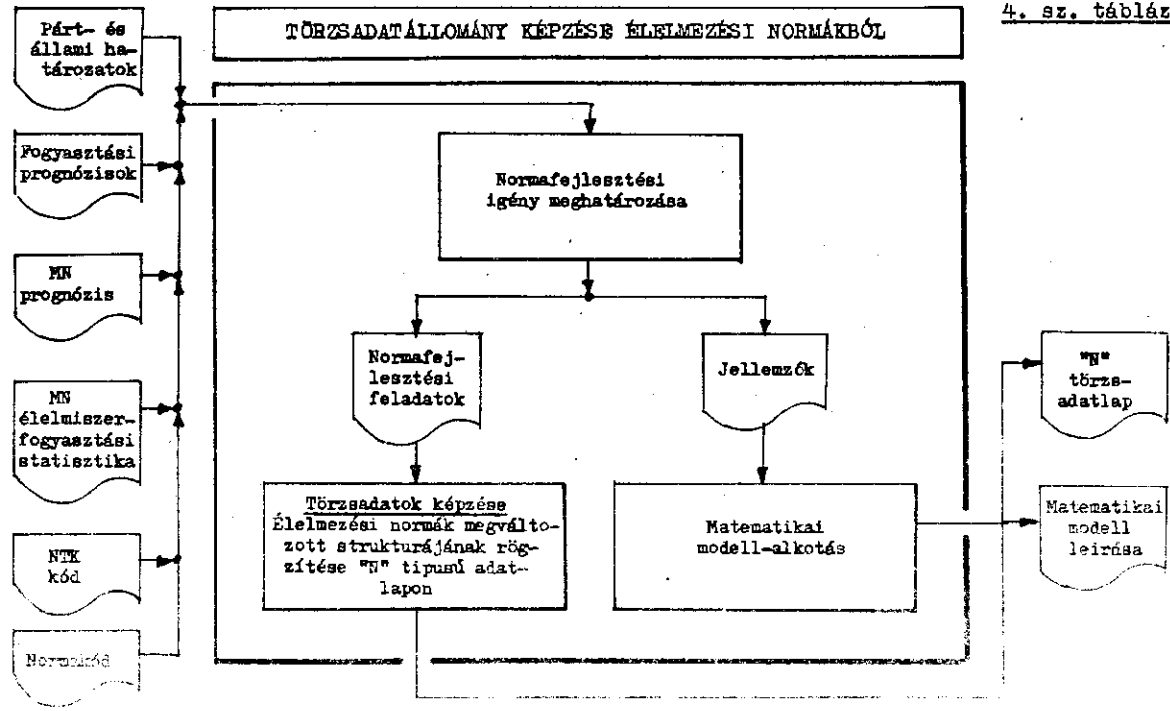 4. sz. tábláz
TÖRZSADATÁLLOMÁNY KÉPZÉSE ÉLELMEZÉSI NORMÁKBÓL
Párt- és
állami ha-
tározatok
Fogyasztási
prognózisok
MN
prognózis
MN
élelmiszer-
fogyasztási
statisztika
NTK
kód
Normakód
Normafejlesztési
igény meghatározása
Normafej-
lesztési
feladatok
Jellemzők
Törzsadatok képzése
Élelmezési normák megválto-
zott strukturájának rög-
zítése "N" tipusú adat-
lapon
Matematikai
modell-alkotás
"N"
törzs-
adatlap
Matematikai
modell
leirása